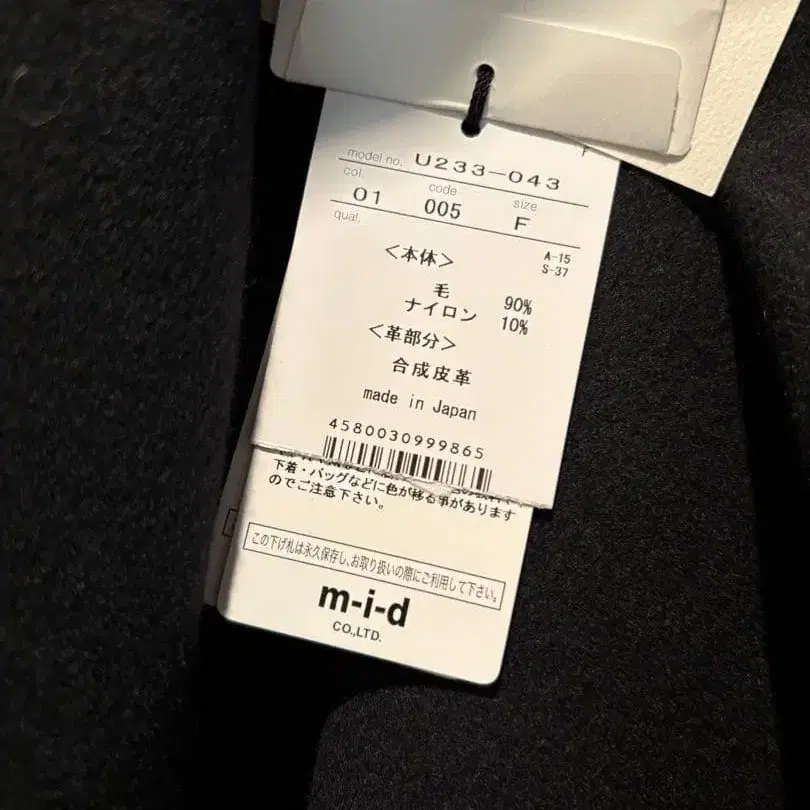 model no. U233-043
col. code size
01 005 F
qual.
A-15
S-37
<本体>
毛 90%
ナイロン 10%
<革部分>
合成皮革
made in Japan
4580030999865
下着・バッグなどに色が移る事があります
のでご注意下さい。
この下げ札は永久保存し、お取り扱いの際にご利用して下さい。
m-i-d
CO.,LTD.